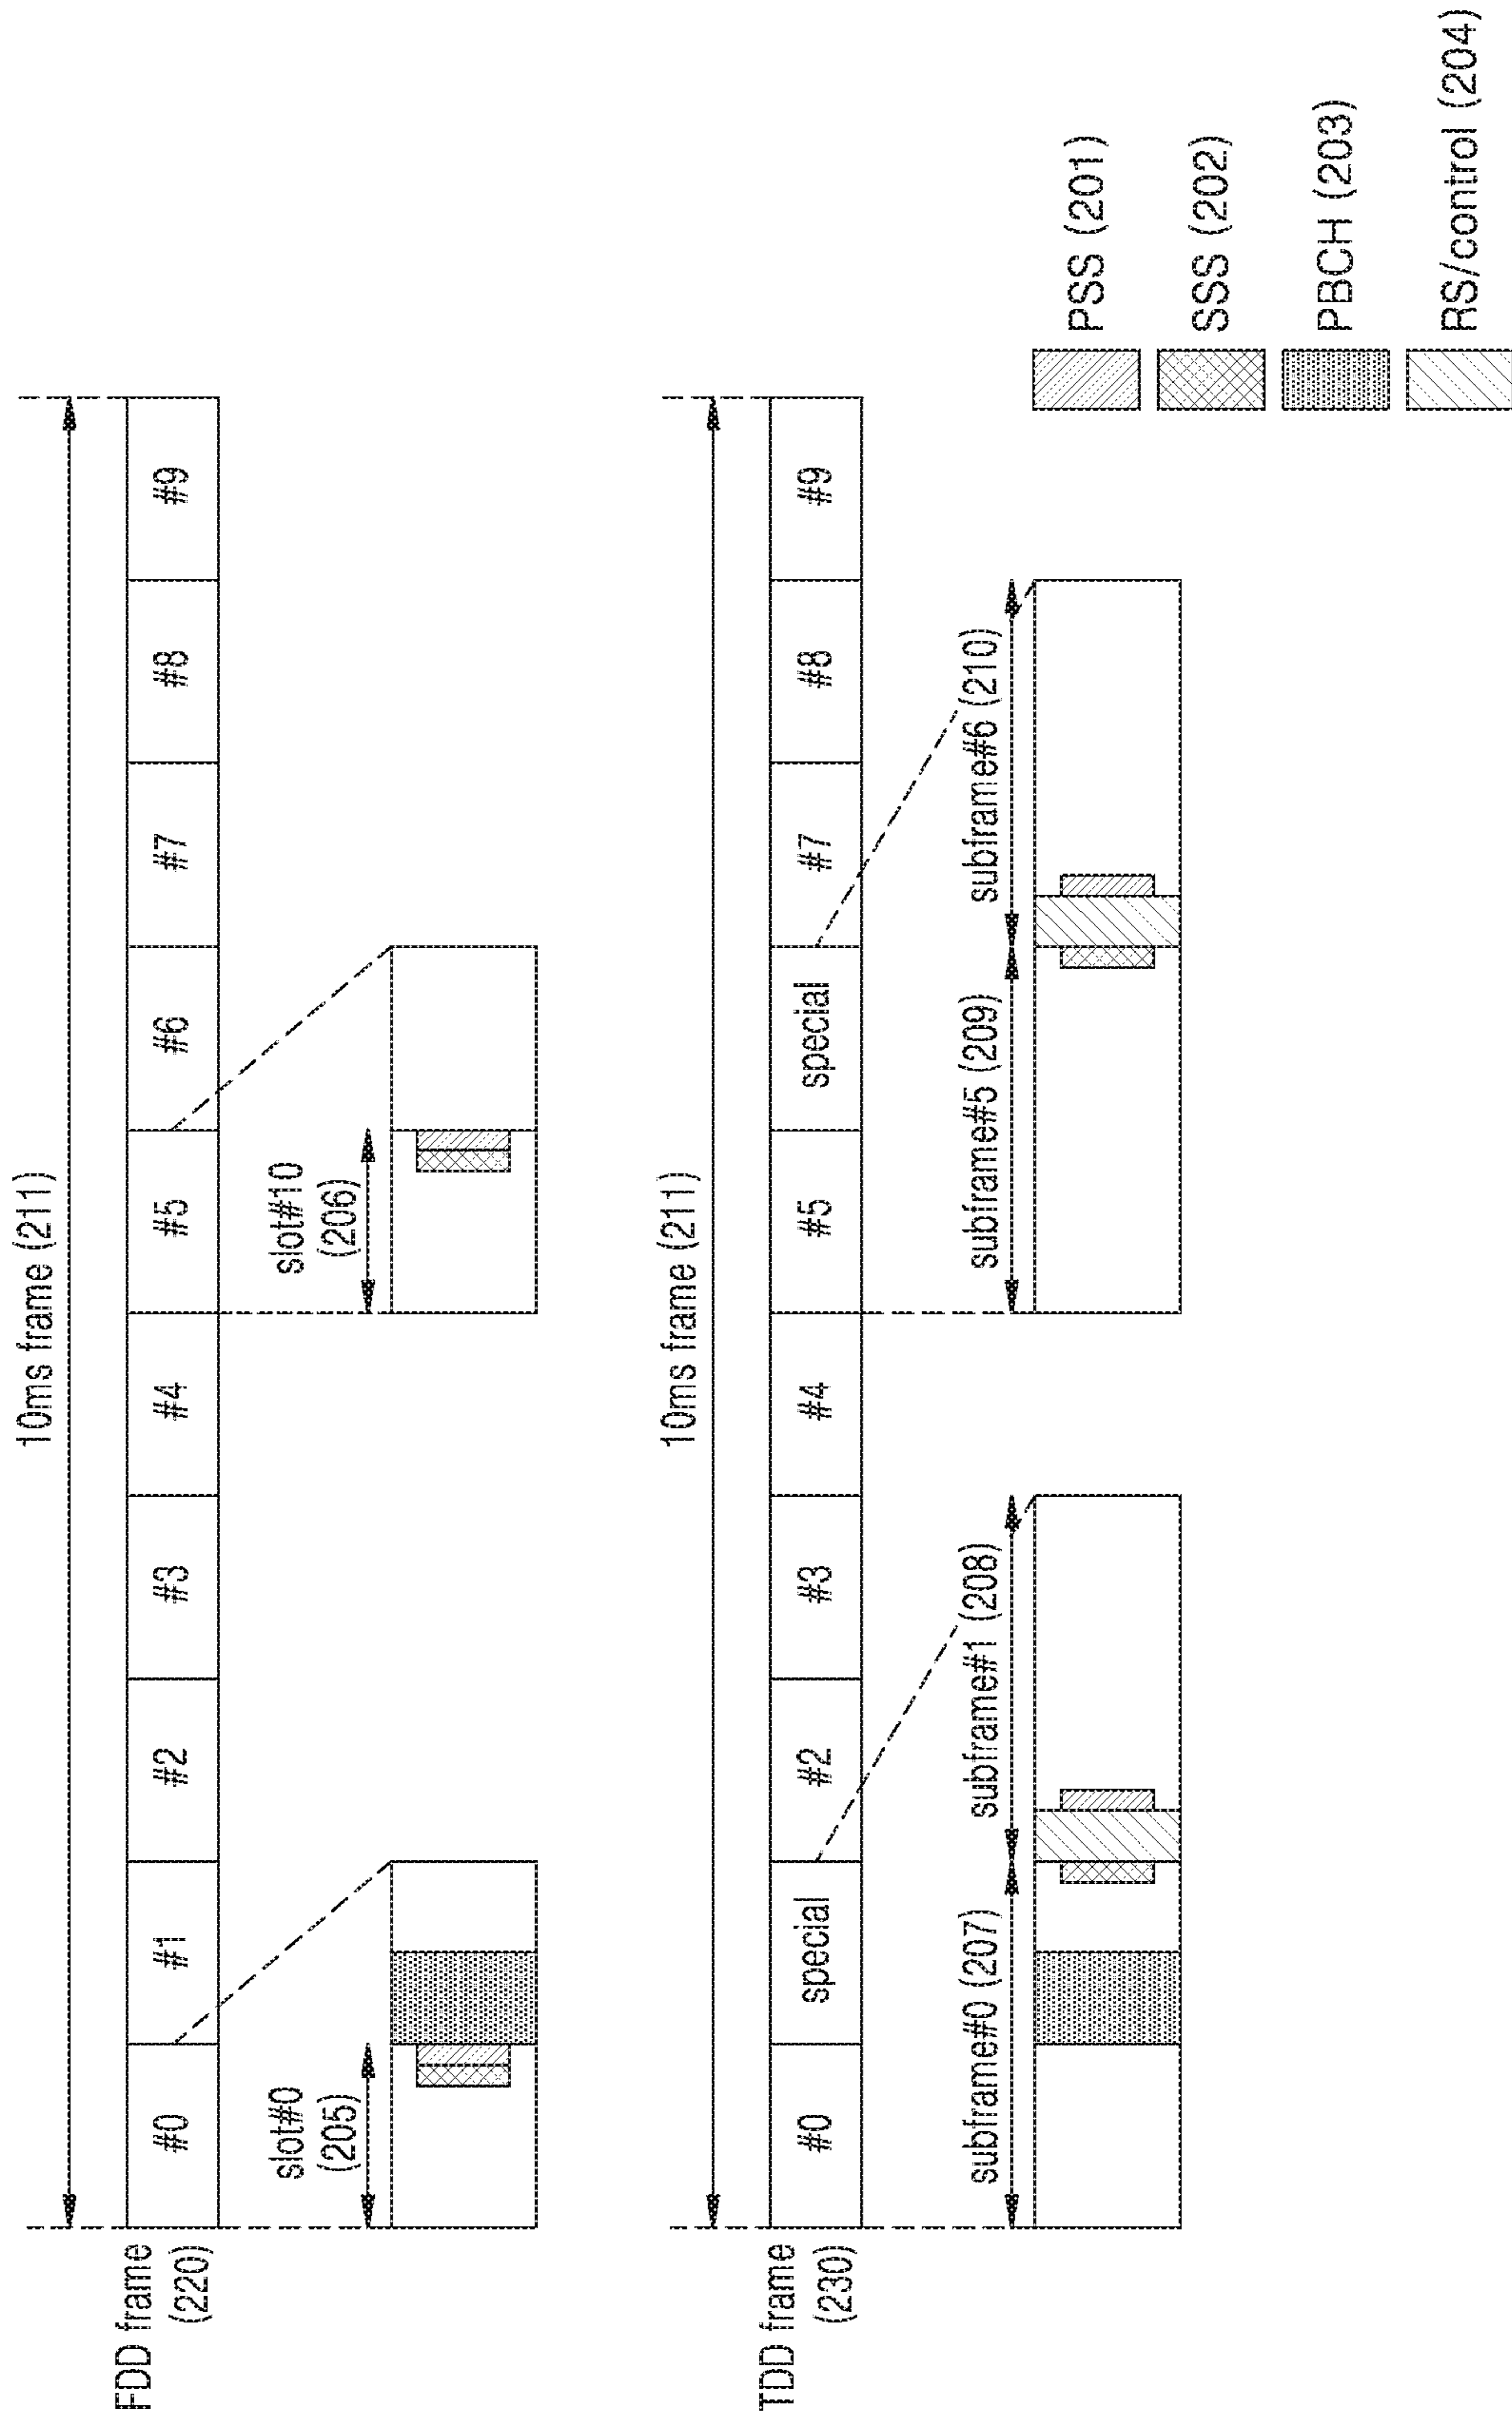 10ms frame (211)
FDD frame
(220)
#0
#1
#2
#3
#4
#5
#6
#7
#8
#9
slot#0
(205)
slot#10
(206)
10ms frame (211)
TDD frame
(230)
#0
special
#2
#3
#4
#5
special
#7
#8
#9
subframe#0 (207)
subframe#1 (208)
subframe#5 (209)
subframe#6 (210)
PSS (201)
SSS (202)
PBCH (203)
RS/control (204)